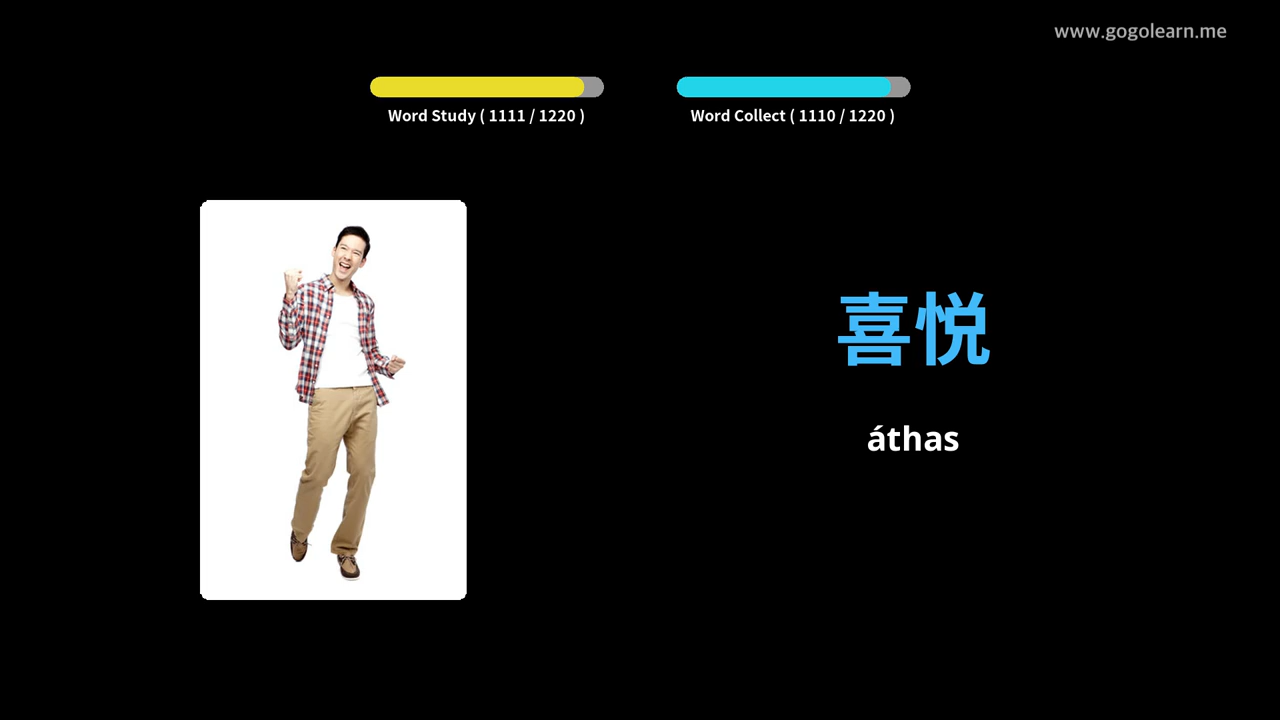 www.gogolearn.me
Word Study ( 1111 / 1220 )
Word Collect ( 1110 / 1220 )
喜悦
áthas